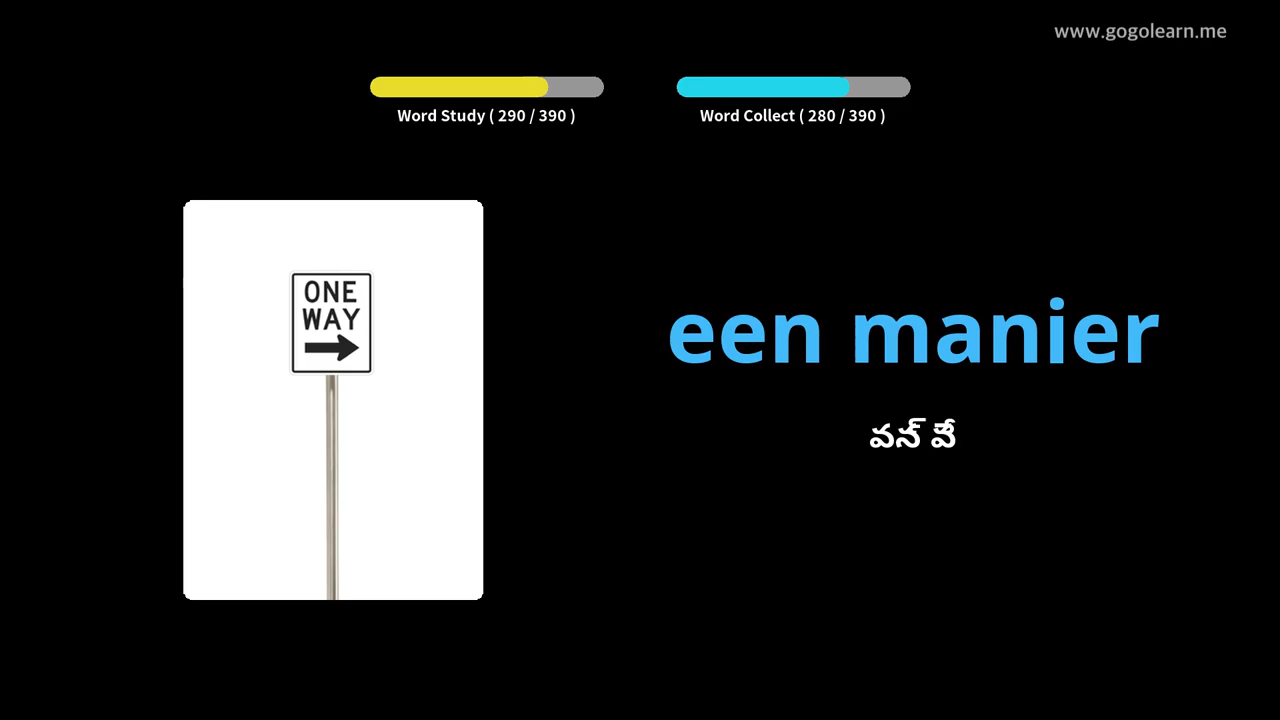 www.gogolearn.me
Word Study ( 290 / 390 )
Word Collect ( 280 / 390 )
ONE
WAY
een manier
వన్ వే